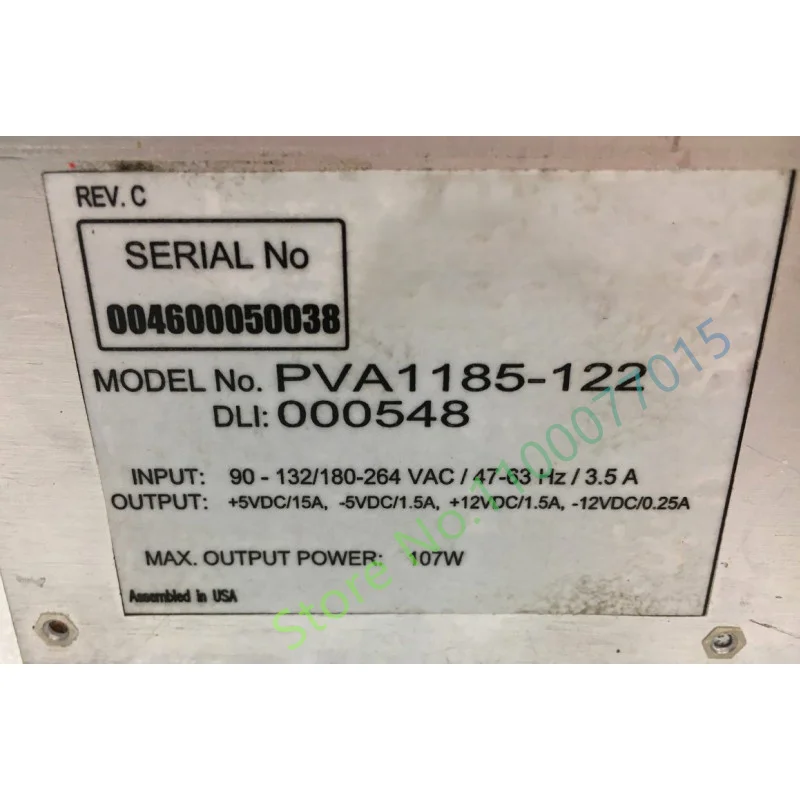 REV. C
SERIAL No
004600050038
MODEL No. PVA1185-122
DLI: 000548
INPUT: 90 - 132/180-264 VAC / 47-63 Hz / 3.5 A
OUTPUT: +5VDC/15A, -5VDC/1.5A, +12VDC/1.5A, -12VDC/0.25A
MAX. OUTPUT POWER: 107W
Assembled in USA
Store No.1100077015